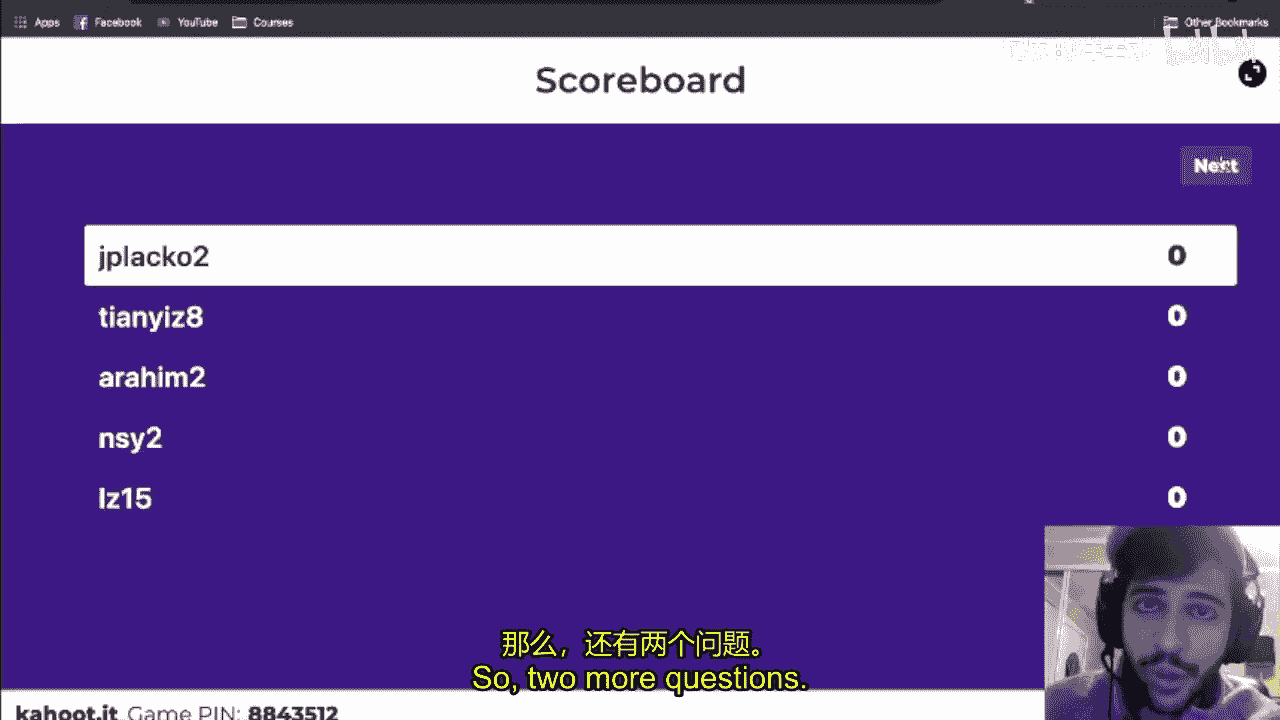 Apps Facebook YouTube Courses Other Bookmarks
Scoreboard
Next
jplacko2 0
tianyiz8 0
arahim2 0
nsy2 0
lz15 0
那么，还有两个问题。
So, two more questions.
kahoot.it Game PIN: 8843512